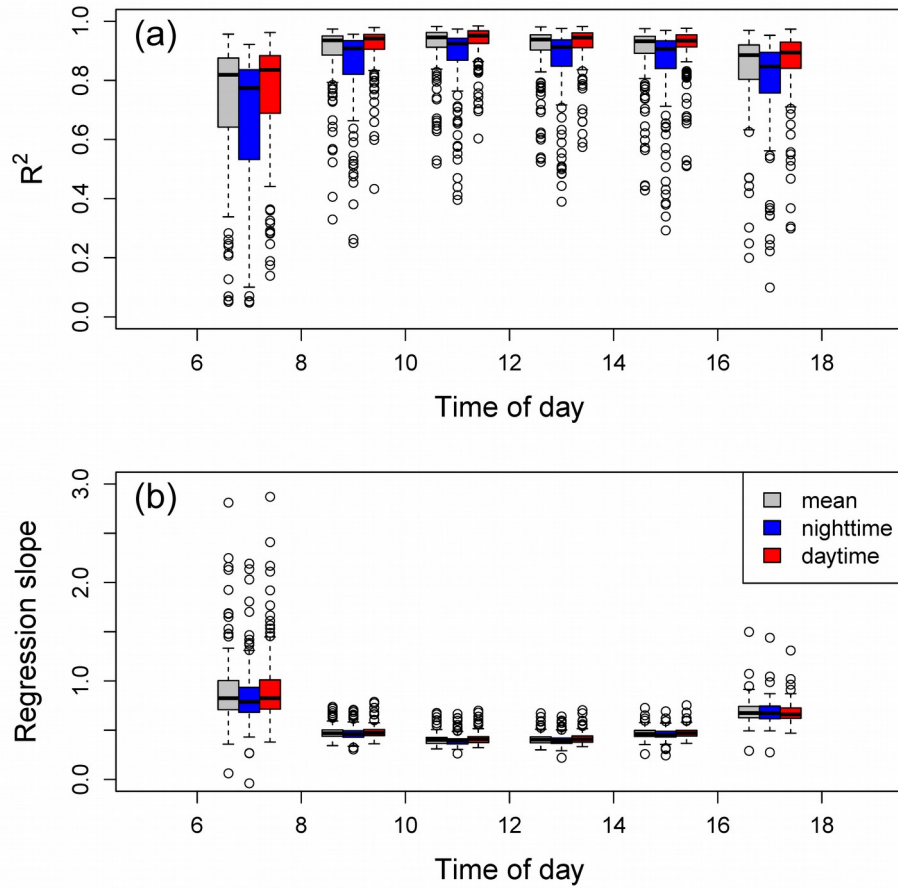 (a)
R²
1.0
0.8
0.6
0.4
0.2
0.0
6 8 10 12 14 16 18
Time of day
(b)
Regression slope
3.0
2.0
1.0
0.0
mean
nighttime
daytime
6 8 10 12 14 16 18
Time of day